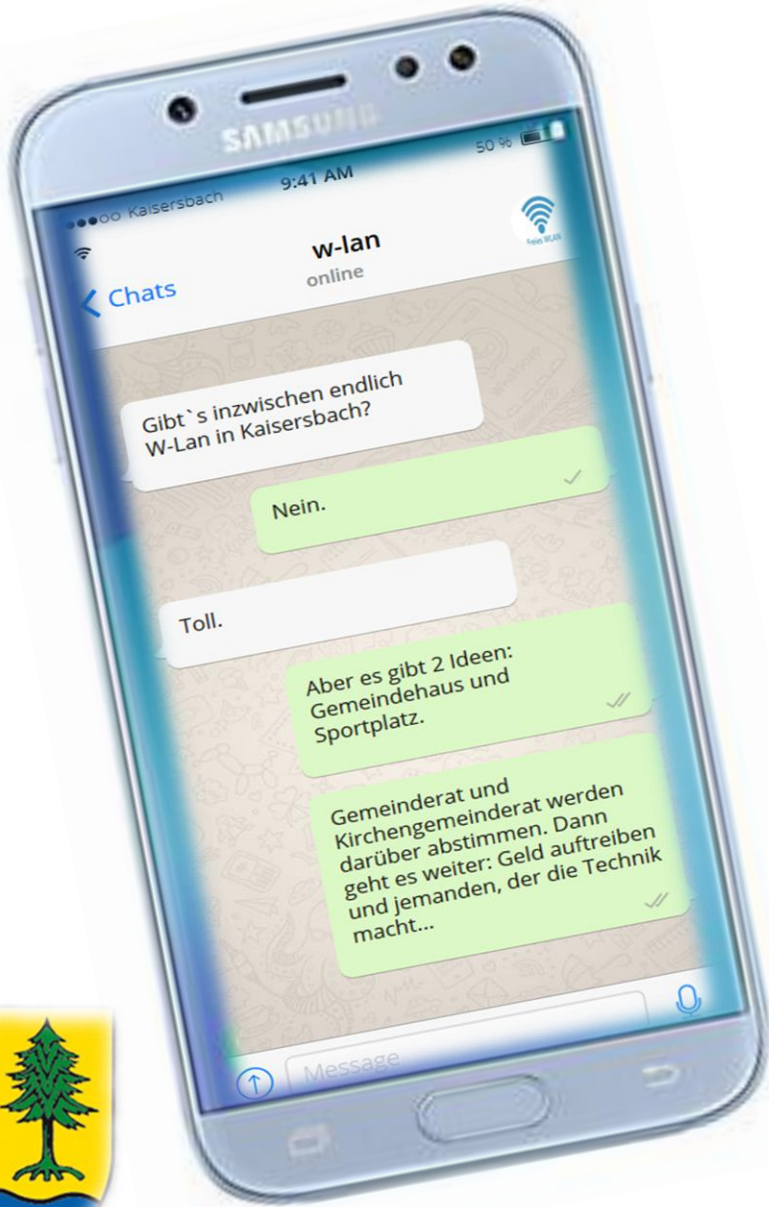 SAMSUNG
●●●○○ Kaisersbach 9:41 AM 50 %
w-lan
online
Freies WLAN
Chats
Gibt`s inzwischen endlich
W-Lan in Kaisersbach?
Nein.
Toll.
Aber es gibt 2 Ideen:
Gemeindehaus und
Sportplatz.
Gemeinderat und
Kirchengemeinderat werden
darüber abstimmen. Dann
geht es weiter: Geld auftreiben
und jemanden, der die Technik
macht...
Message